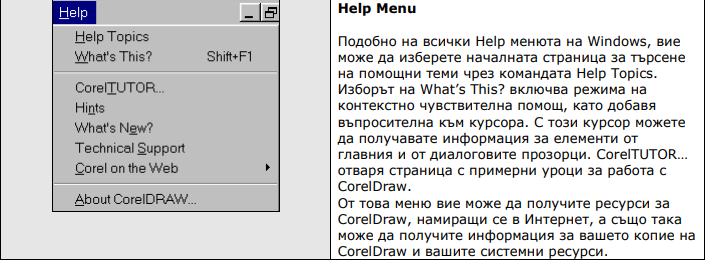 Help
Help Topics
What's This? Shift+F1
CorelTUTOR...
Hints
What's New?
Technical Support
Corel on the Web
About CorelDRAW...
Help Menu
Подобно на всички Help менюта на Windows, вие
може да изберете началната страница за търсене
на помощни теми чрез командата Help Topics.
Изборът на What’s This? включва режима на
контекстно чувствителна помощ, като добавя
въпросителна към курсора. С този курсор можете
да получавате информация за елементи от
главния и от диалоговите прозорци. CorelTUTOR…
отваря страница с примерни уроци за работа с
CorelDraw.
От това меню вие може да получите ресурси за
CorelDraw, намиращи се в Интернет, а също така
може да получите информация за вашето копие на
CorelDraw и вашите системни ресурси.